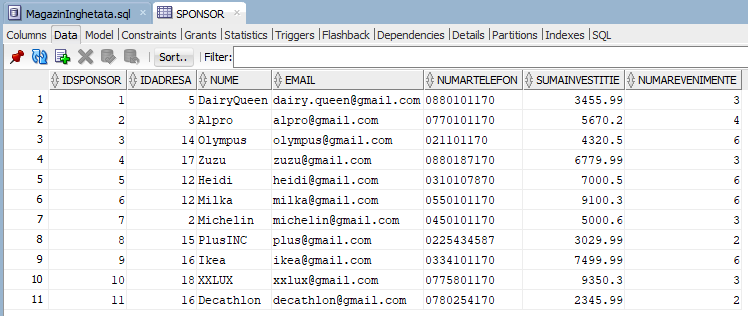 MagazinInghetata.sql SPONSOR
Columns Data Model Constraints Grants Statistics Triggers Flashback Dependencies Details Partitions Indexes SQL
Sort.. Filter:
IDSPONSOR IDADRESA NUME EMAIL NUMARTELEFON SUMAINVESTITIE NUMAREVENIMENTE
1 1 5 DairyQueen dairy.queen@gmail.com 0880101170 3455.99 3
2 2 3 Alpro alpro@gmail.com 0770101170 5670.2 4
3 3 14 Olympus olympus@gmail.com 021101170 4320.5 6
4 4 17 Zuzu zuzu@gmail.com 0880187170 6779.99 3
5 5 12 Heidi heidi@gmail.com 0310107870 7000.5 6
6 6 12 Milka milka@gmail.com 0550101170 9100.3 6
7 7 2 Michelin michelin@gmail.com 0450101170 5000.6 3
8 8 15 PlusINC plus@gmail.com 0225434587 3029.99 2
9 9 16 Ikea ikea@gmail.com 0334101170 7499.99 6
10 10 18 XXLUX xxlux@gmail.com 0775801170 9350.3 3
11 11 16 Decathlon decathlon@gmail.com 0780254170 2345.99 2